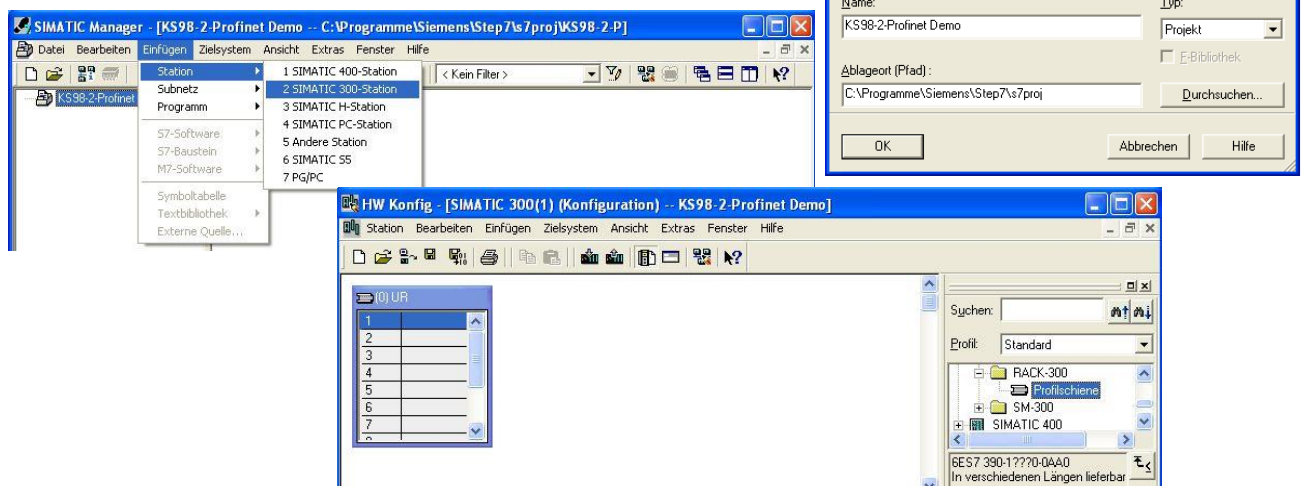 SIMATIC Manager - [KS98-2-Profinet Demo -- C:\Programme\Siemens\Step7\s7proj\KS98-2-P]
Datei Bearbeiten Einfügen Zielsystem Ansicht Extras Fenster Hilfe
< Kein Filter >
KS98-2-Profinet
Station
Subnetz
Programm
S7-Software
S7-Baustein
M7-Software
Symboltabelle
Textbibliothek
Externe Quelle...
1 SIMATIC 400-Station
2 SIMATIC 300-Station
3 SIMATIC H-Station
4 SIMATIC PC-Station
5 Andere Station
6 SIMATIC S5
7 PG/PC
Name: Typ:
KS98-2-Profinet Demo Projekt
F-Bibliothek
Ablageort (Pfad) :
C:\Programme\Siemens\Step7\s7proj Durchsuchen...
OK Abbrechen Hilfe
HW Konfig - [SIMATIC 300(1) (Konfiguration) -- KS98-2-Profinet Demo]
Station Bearbeiten Einfügen Zielsystem Ansicht Extras Fenster Hilfe
(0) UR
1
2
3
4
5
6
7
Suchen:
Profil: Standard
RACK-300
Profilschiene
SM-300
SIMATIC 400
6ES7 390-1???0-0AA0
In verschiedenen Längen lieferbar